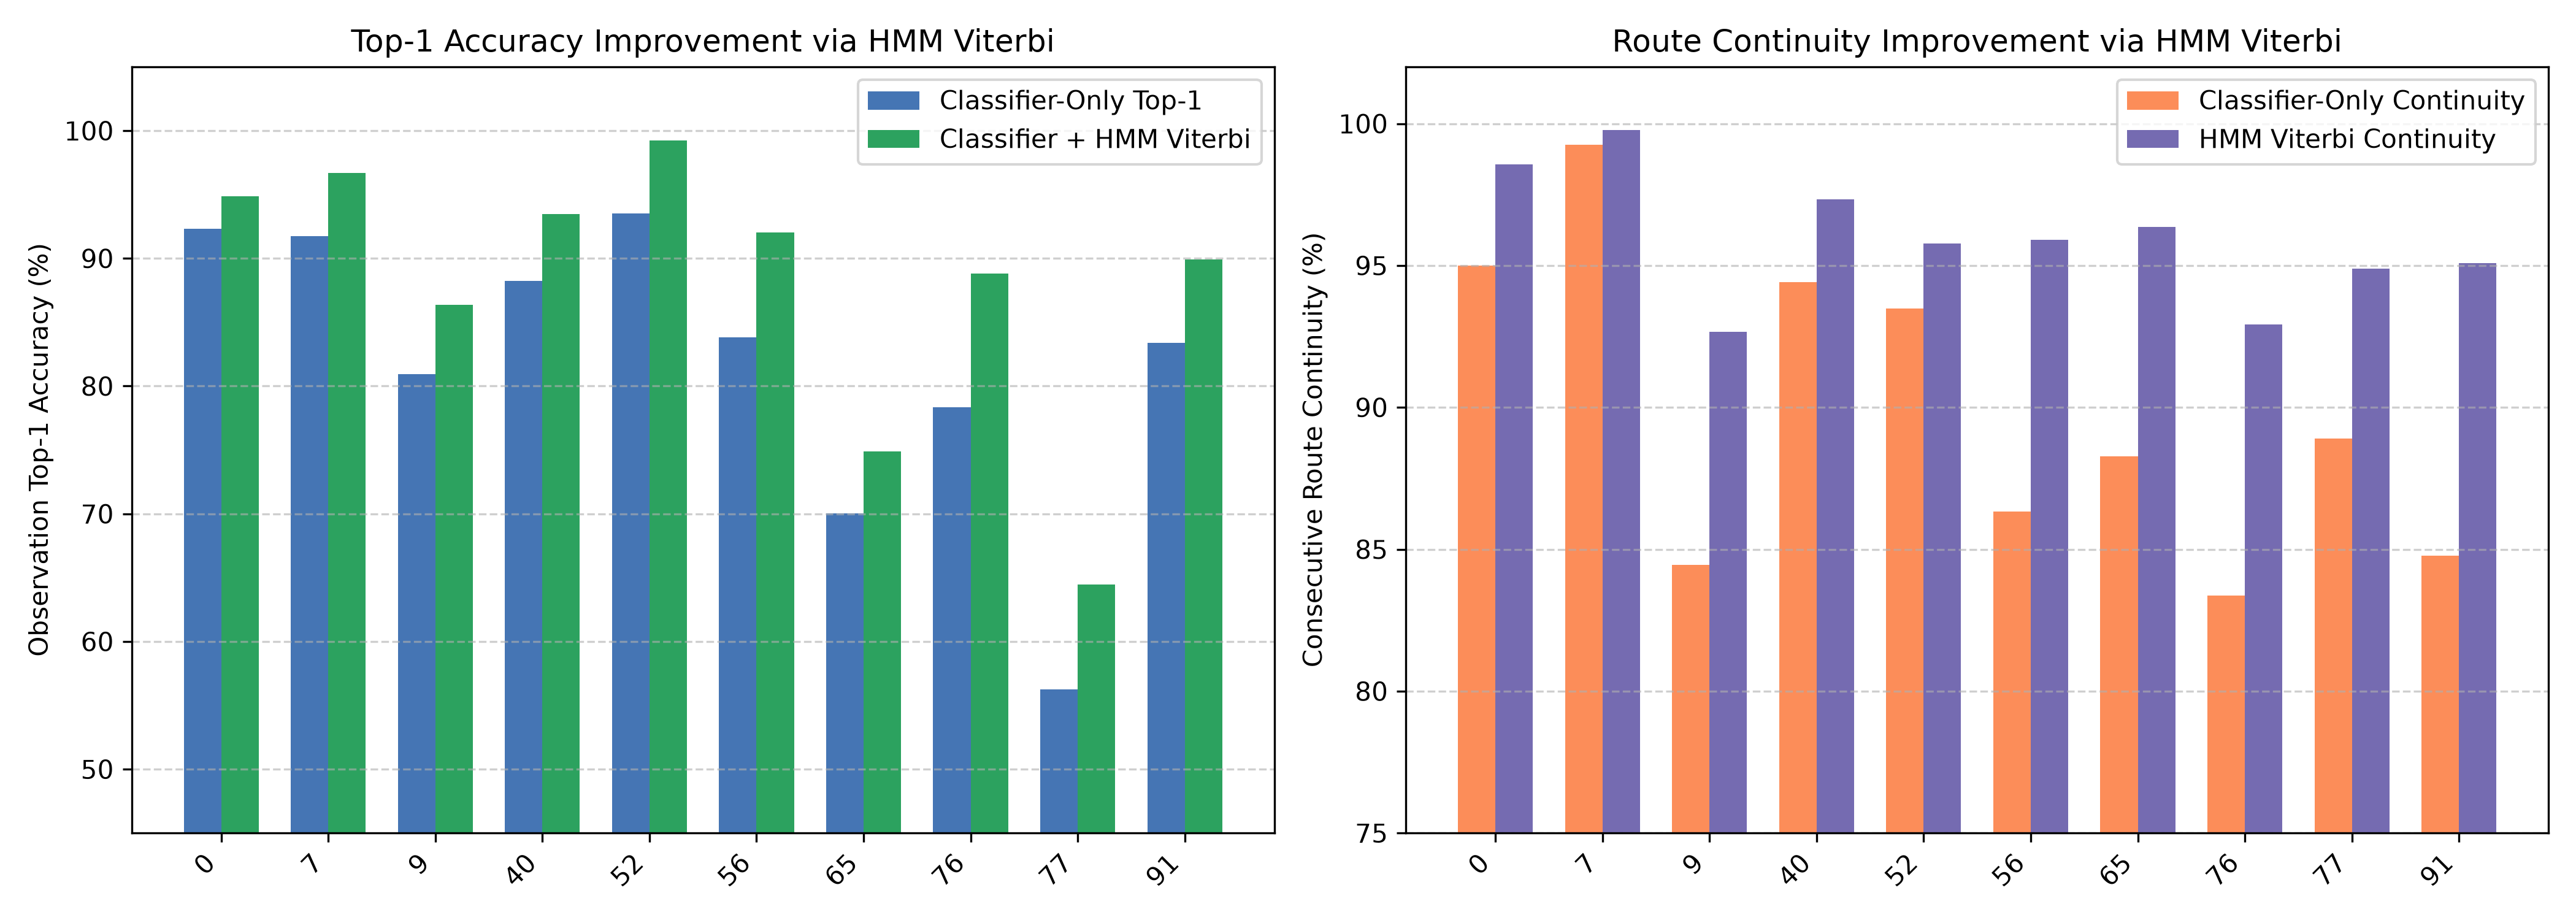 Top-1 Accuracy Improvement via HMM Viterbi
Classifier-Only Top-1
Classifier + HMM Viterbi
Observation Top-1 Accuracy (%)
100
90
80
70
60
50
0 7 9 40 52 56 65 76 77 91
Route Continuity Improvement via HMM Viterbi
Classifier-Only Continuity
HMM Viterbi Continuity
Consecutive Route Continuity (%)
100
95
90
85
80
75
0 7 9 40 52 56 65 76 77 91